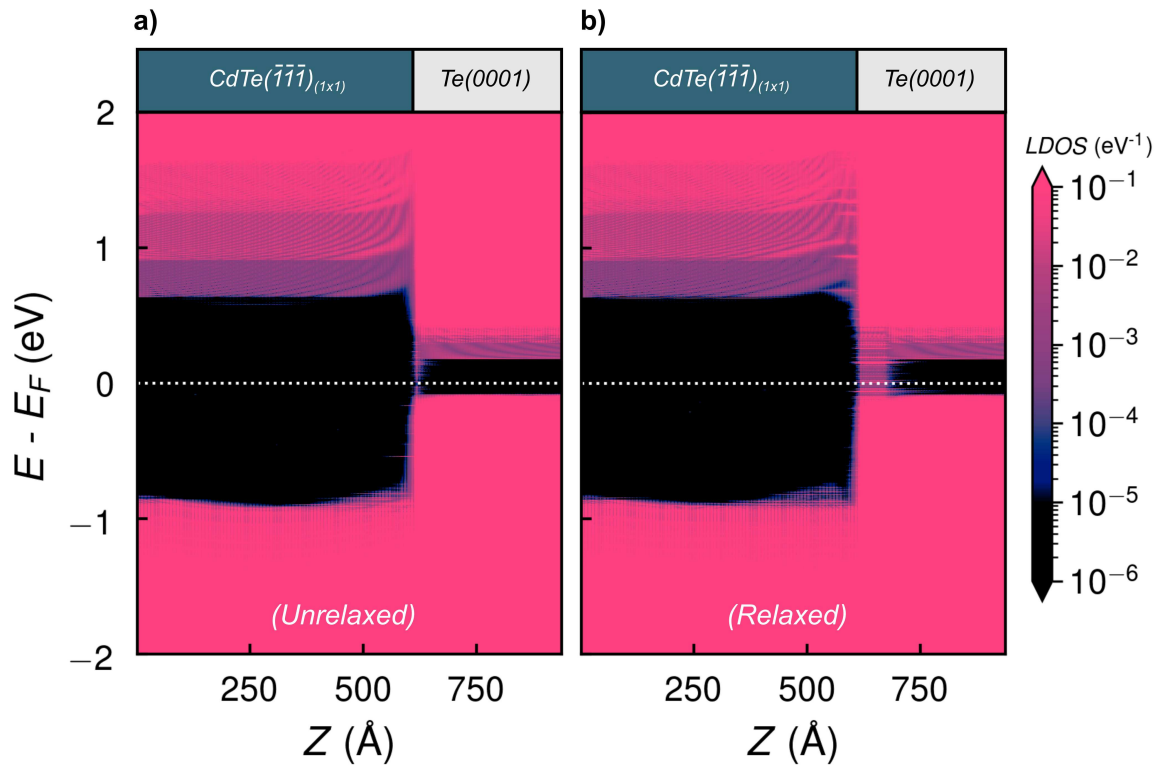 a)
b)
CdTe(1̅1̅1̅)(1x1)
Te(0001)
CdTe(1̅1̅1̅)(1x1)
Te(0001)
2
1
0
−1
−2
E - EF (eV)
(Unrelaxed)
(Relaxed)
250
500
750
250
500
750
Z (Å)
Z (Å)
LDOS (eV-1)
10−1
10−2
10−3
10−4
10−5
10−6